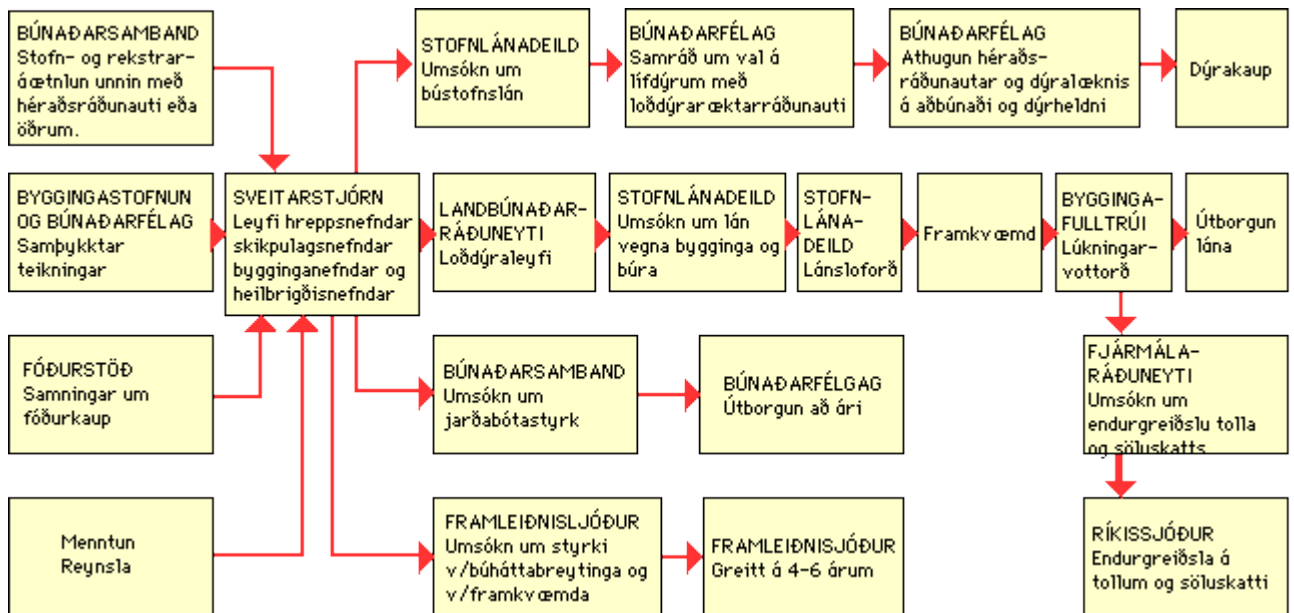 BÚNAÐARSAMBAND
Stofn- og rekstrar-
áætnlun unnin með
héraðsráðunauti eða
öðrum.
STOFNLÁNADEILD
Umsókn um
bústofnslán
BÚNAÐARFÉLAG
Samráð um val á
lífdýrum með
loðdýraræktarráðunauti
BÚNAÐARFÉLAG
Athugun héraðs-
ráðunautar og dýralæknis
á aðbúnaði og dýrheldni
Dýrakaup
BYGGINGASTOFNUN
OG BÚNAÐARFÉLAG
Samþykktar
teikningar
SVEITARSTJÓRN
Leyfi hreppsnefndar
skikpulagsnefndar
bygginganefndar og
heilbrigðisnefndar
LANDBÚNAÐAR-
RÁÐUNEYTI
Loðdýraleyfi
STOFNLÁNADEILD
Umsókn um lán
vegna bygginga og
búra
STOFN-
LÁNA-
DEILD
Lánsloforð
Framkvæmd
BYGGINGA-
FULLTRÚI
Lúkningar-
vottorð
Útborgun
lána
FÓÐURSTÖÐ
Samningar um
fóðurkaup
BÚNAÐARSAMBAND
Umsókn um
jarðabótastyrk
BÚNAÐARFÉLGAG
Útborgun að ári
FJÁRMÁLA-
RÁÐUNEYTI
Umsókn um
endurgreiðslu tolla
og söluskatts
Menntun
Reynsla
FRAMLEIÐNISLJÓÐUR
Umsókn um styrki
v/búháttabreytinga og
v/framkvæmda
FRAMLEIÐNISJÓÐUR
Greitt á 4-6 árum
RÍKISSJÓÐUR
Endurgreiðsla á
tollum og söluskatti